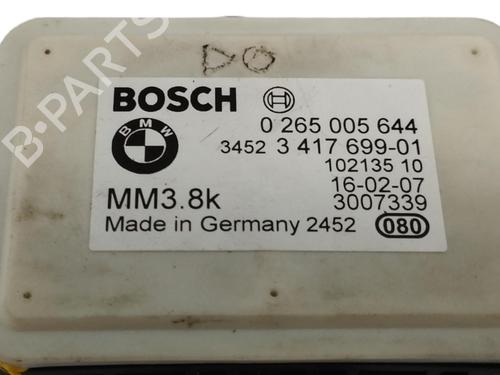 DO
BOSCH
BMW
0 265 005 644
3452 3 417 699-01
102135 10
16-02-07
MM3.8k
3007339
Made in Germany 2452
080
B-PARTS